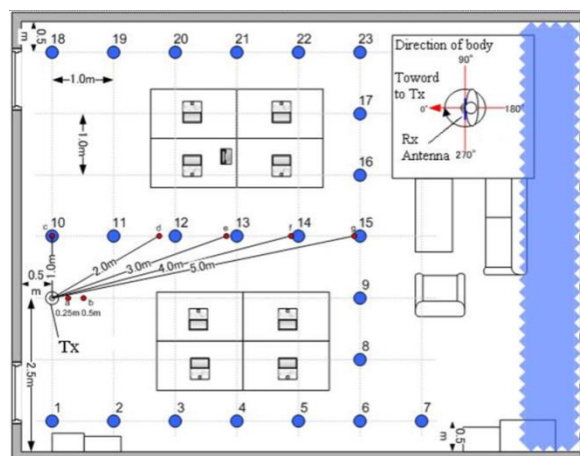 0.5
m
18
19
20
21
22
23
1.0m
Direction of body
90°
Toword
to Tx
0°
180°
Rx
Antenna
270°
17
1.0m
16
c
10
11
d
12
e
13
f
14
g
15
1.0m
2.0m
3.0m
4.0m
5.0m
0.5
m
a
b
0.25m 0.5m
Tx
9
2.5m
8
1
2
3
4
5
6
7
0.5
m